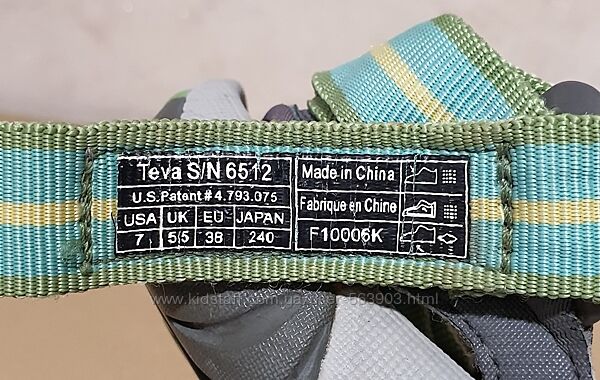 Teva S/N 6512
U.S. Patent # 4.793.075
USA UK EU JAPAN
7 5,5 38 240
Made in China
Fabrique en Chine
F10006K